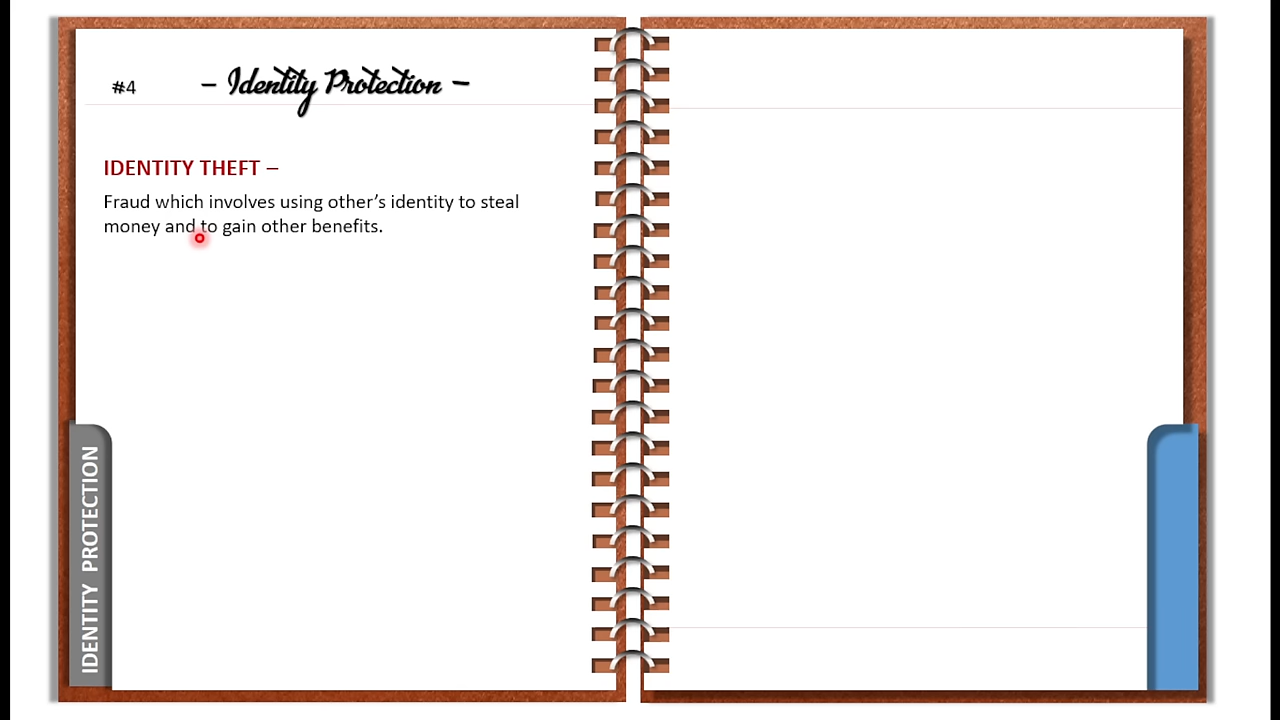 #4 – Identity Protection –
IDENTITY THEFT –
Fraud which involves using other’s identity to steal
money and to gain other benefits.
IDENTITY PROTECTION